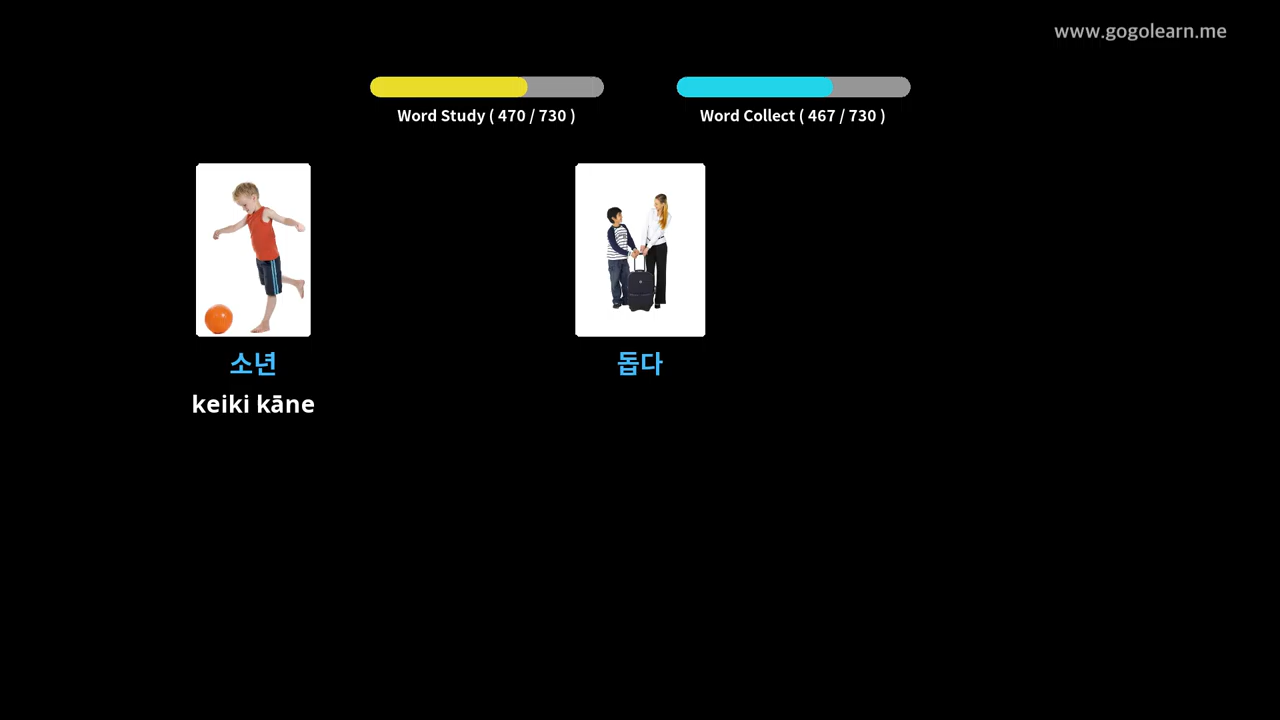 www.gogolearn.me
Word Study ( 470 / 730 )
Word Collect ( 467 / 730 )
소년
돕다
keiki kāne